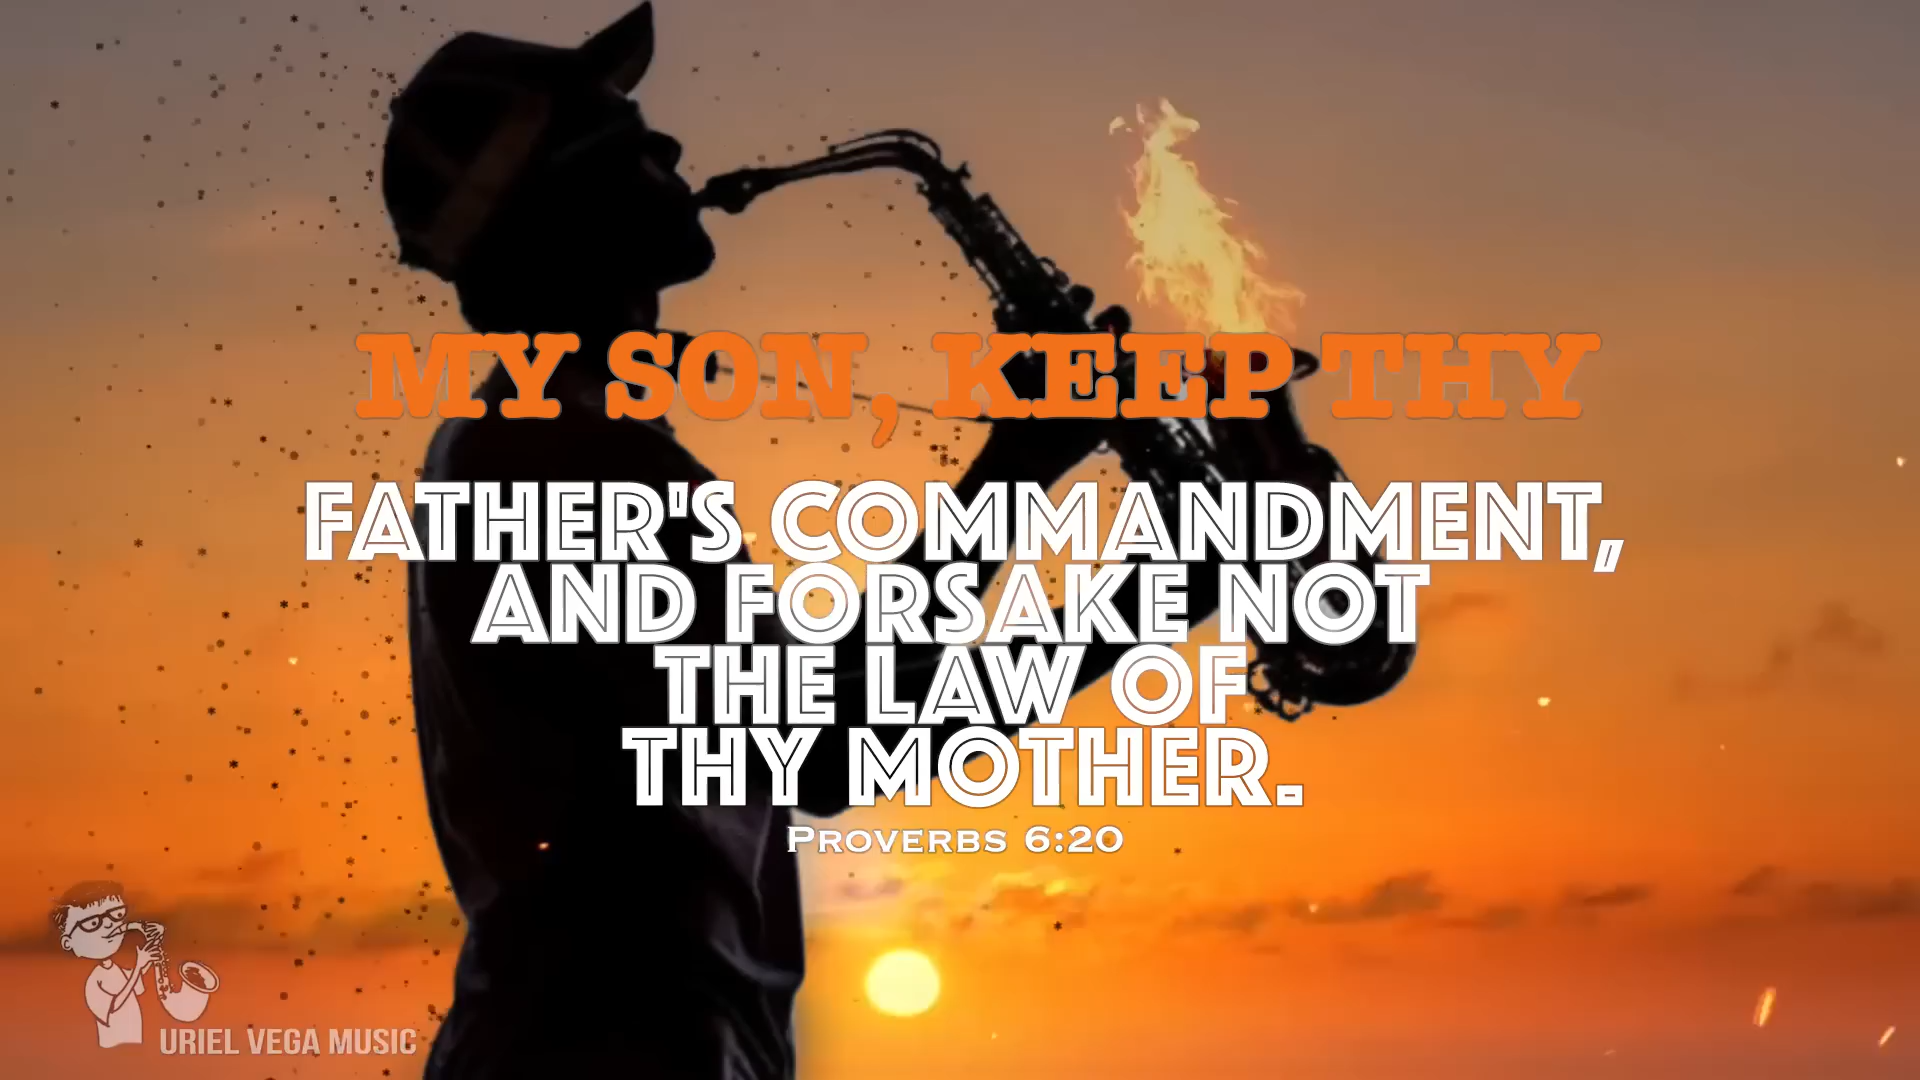 MY SON, KEEP THY
FATHER'S COMMANDMENT,
AND FORSAKE NOT
THE LAW OF
THY MOTHER.
PROVERBS 6:20
URIEL VEGA MUSIC